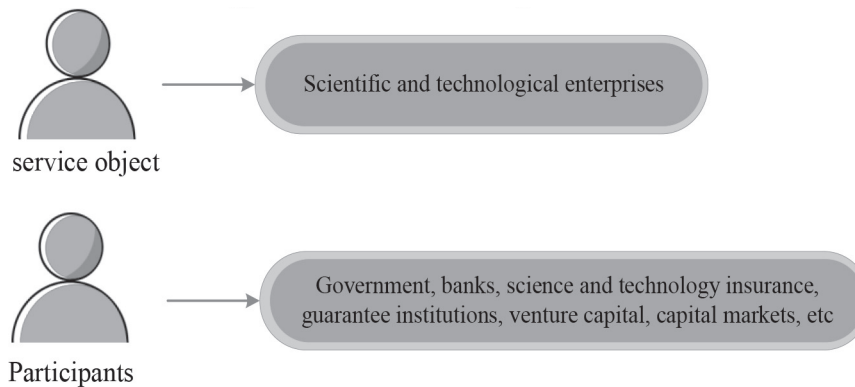 Scientific and technological enterprises
service object
Government, banks, science and technology insurance,
guarantee institutions, venture capital, capital markets, etc
Participants